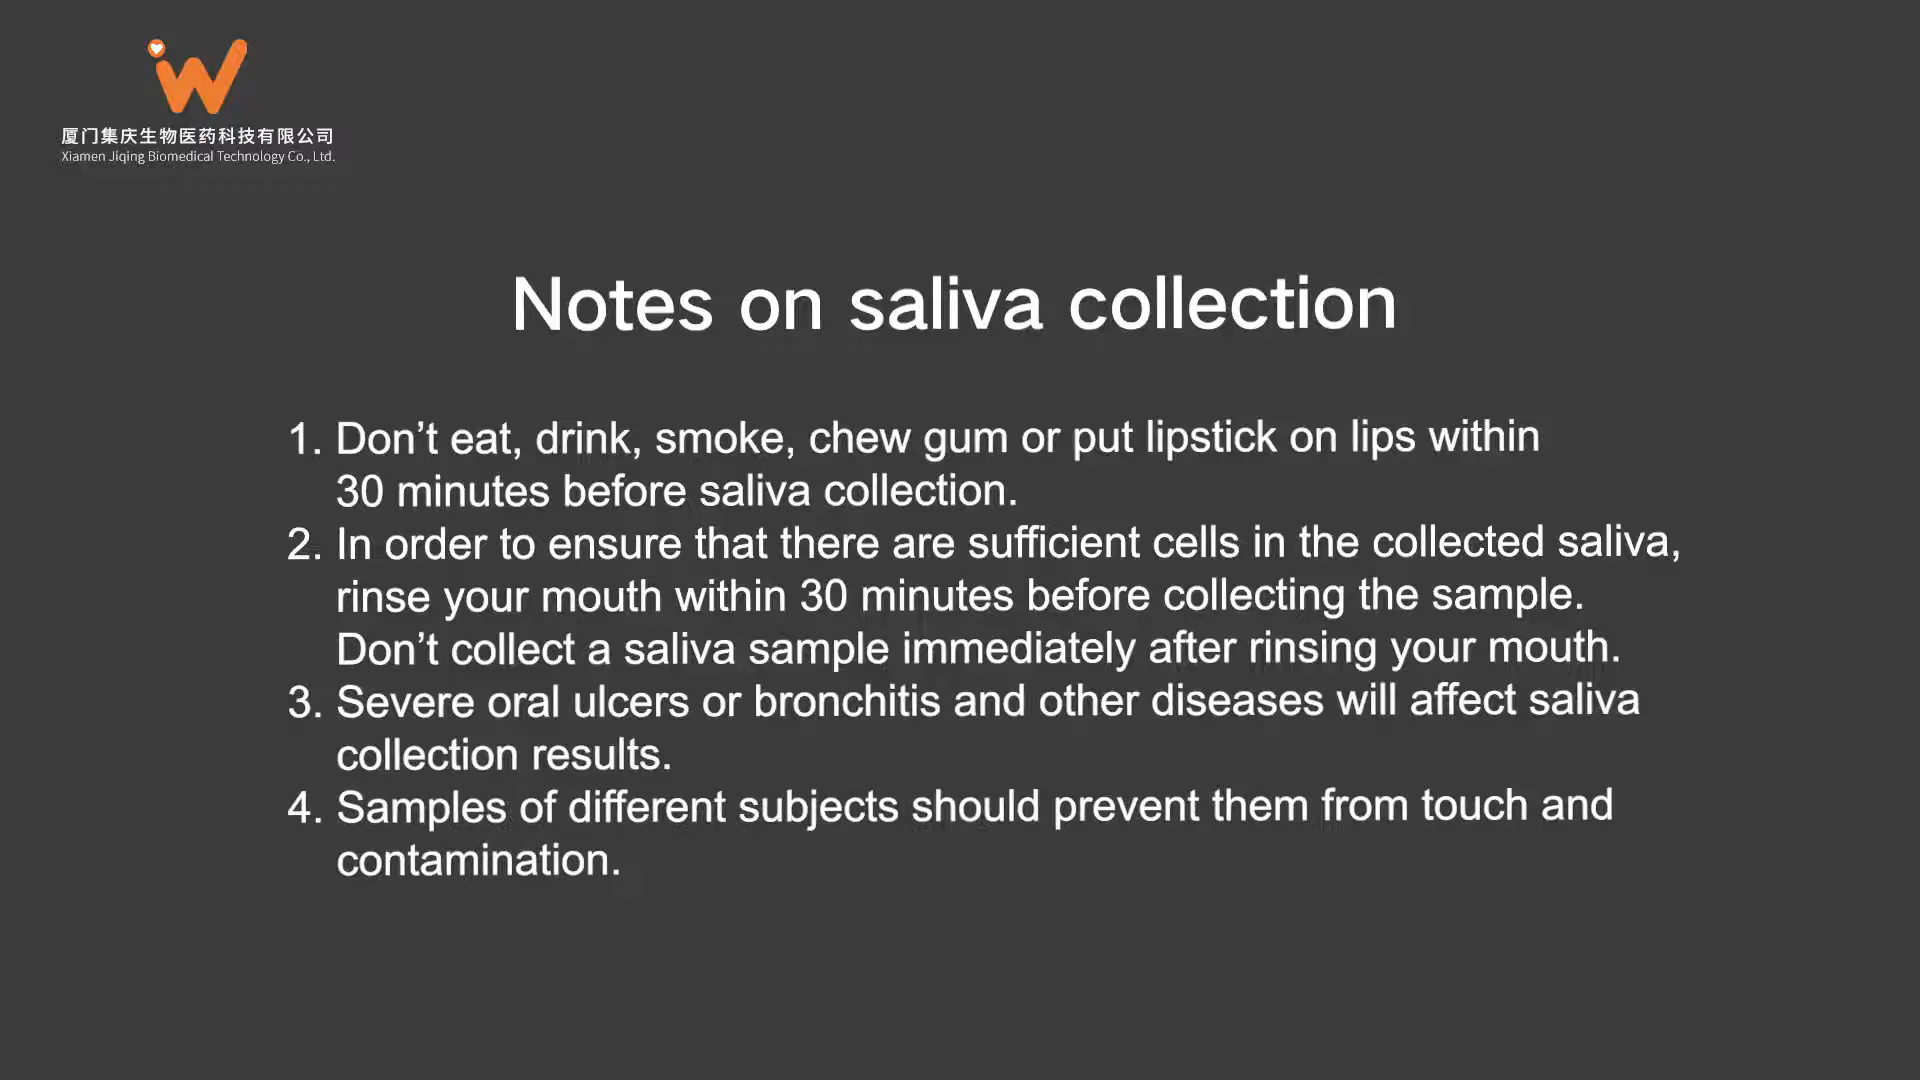 厦门集庆生物医药科技有限公司
Xiamen Jiqing Biomedical Technology Co., Ltd.
Notes on saliva collection
1. Don’t eat, drink, smoke, chew gum or put lipstick on lips within
30 minutes before saliva collection.
2. In order to ensure that there are sufficient cells in the collected saliva,
rinse your mouth within 30 minutes before collecting the sample.
Don’t collect a saliva sample immediately after rinsing your mouth.
3. Severe oral ulcers or bronchitis and other diseases will affect saliva
collection results.
4. Samples of different subjects should prevent them from touch and
contamination.